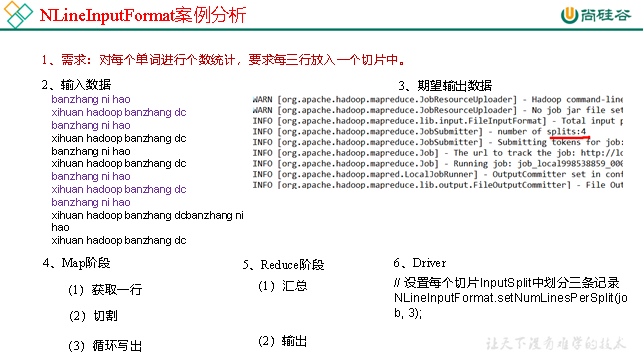 NLineInputFormat案例分析
尚硅谷
1、需求：对每个单词进行个数统计，要求每三行放入一个切片中。
2、输入数据
banzhang ni hao
xihuan hadoop banzhang dc
banzhang ni hao
xihuan hadoop banzhang dc
banzhang ni hao
xihuan hadoop banzhang dc
banzhang ni hao
xihuan hadoop banzhang dc
banzhang ni hao
xihuan hadoop banzhang dcbanzhang ni
hao
xihuan hadoop banzhang dc
3、期望输出数据
WARN [org.apache.hadoop.mapreduce.JobResourceUploader] - Hadoop command-line
WARN [org.apache.hadoop.mapreduce.JobResourceUploader] - No job jar file set
INFO [org.apache.hadoop.mapreduce.lib.input.FileInputFormat] - Total input p
INFO [org.apache.hadoop.mapreduce.JobSubmitter] - number of splits:4
INFO [org.apache.hadoop.mapreduce.JobSubmitter] - Submitting tokens for job:
INFO [org.apache.hadoop.mapreduce.Job] - The url to track the job: http://lo
INFO [org.apache.hadoop.mapreduce.Job] - Running job: job_local998538859_000
INFO [org.apache.hadoop.mapred.LocalJobRunner] - OutputCommitter set in conf
INFO [org.apache.hadoop.mapreduce.lib.output.FileOutputCommitter] - File Out
4、Map阶段
（1）获取一行
（2）切割
（3）循环写出
5、Reduce阶段
（1）汇总
（2）输出
6、Driver
// 设置每个切片InputSplit中划分三条记录
NLineInputFormat.setNumLinesPerSplit(jo
b, 3);
让天下没有难学的技术